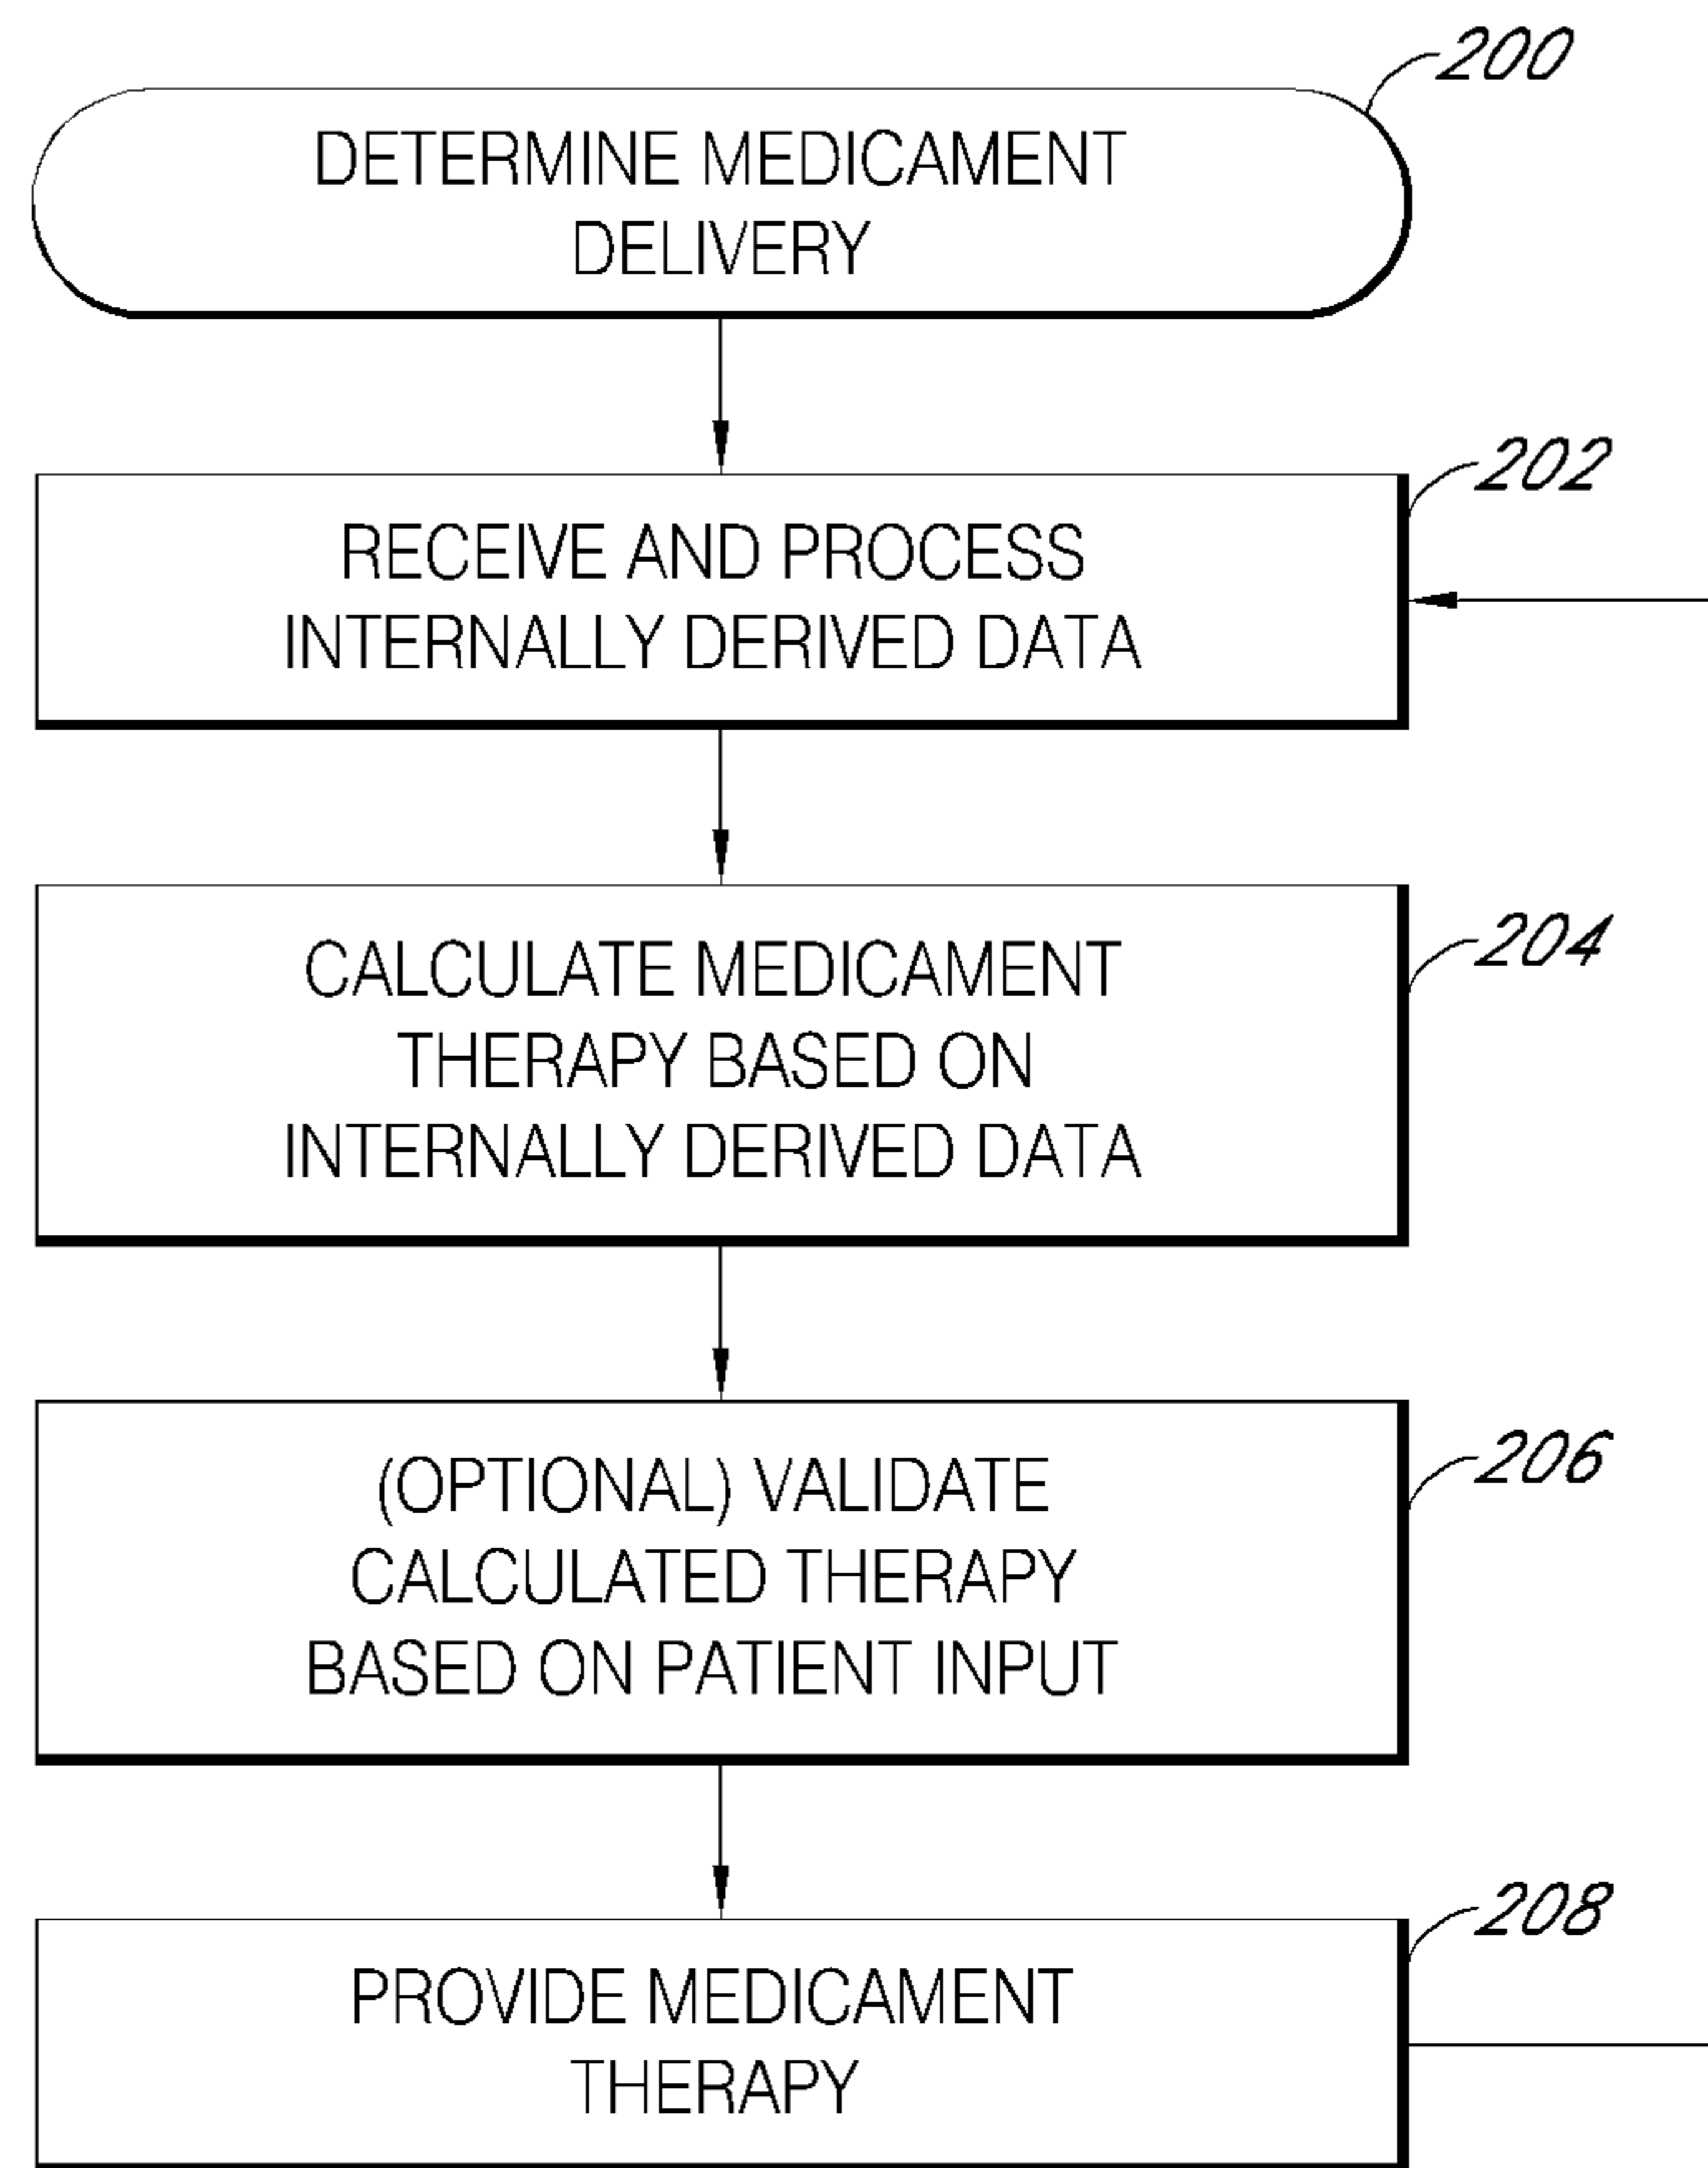 200
DETERMINE MEDICAMENT
DELIVERY
202
RECEIVE AND PROCESS
INTERNALLY DERIVED DATA
204
CALCULATE MEDICAMENT
THERAPY BASED ON
INTERNALLY DERIVED DATA
206
(OPTIONAL) VALIDATE
CALCULATED THERAPY
BASED ON PATIENT INPUT
208
PROVIDE MEDICAMENT
THERAPY